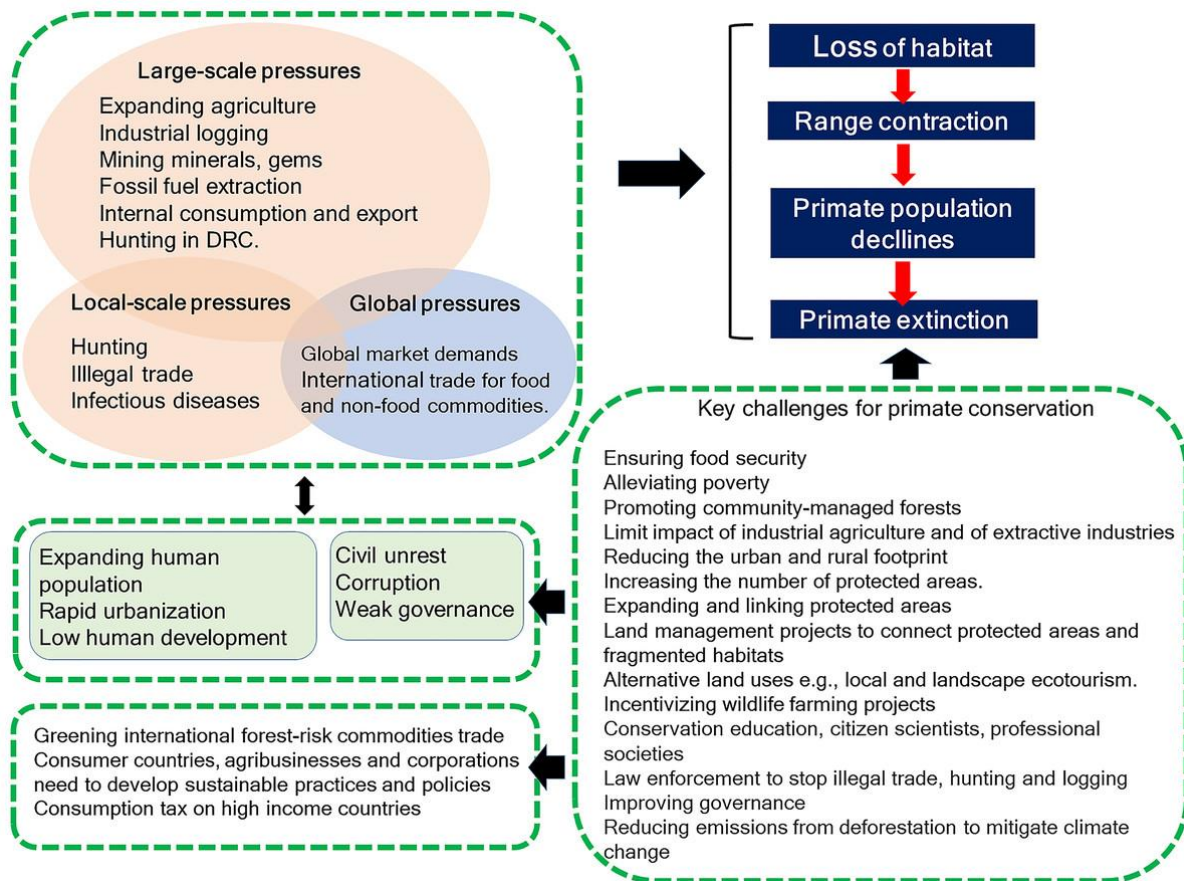 Large-scale pressures
Expanding agriculture
Industrial logging
Mining minerals, gems
Fossil fuel extraction
Internal consumption and export
Hunting in DRC.
Local-scale pressures
Hunting
Illlegal trade
Infectious diseases
Global pressures
Global market demands
International trade for food
and non-food commodities.
Loss of habitat
Range contraction
Primate population
decllines
Primate extinction
Expanding human
population
Rapid urbanization
Low human development
Civil unrest
Corruption
Weak governance
Greening international forest-risk commodities trade
Consumer countries, agribusinesses and corporations
need to develop sustainable practices and policies
Consumption tax on high income countries
Key challenges for primate conservation
Ensuring food security
Alleviating poverty
Promoting community-managed forests
Limit impact of industrial agriculture and of extractive industries
Reducing the urban and rural footprint
Increasing the number of protected areas.
Expanding and linking protected areas
Land management projects to connect protected areas and
fragmented habitats
Alternative land uses e.g., local and landscape ecotourism.
Incentivizing wildlife farming projects
Conservation education, citizen scientists, professional
societies
Law enforcement to stop illegal trade, hunting and logging
Improving governance
Reducing emissions from deforestation to mitigate climate
change